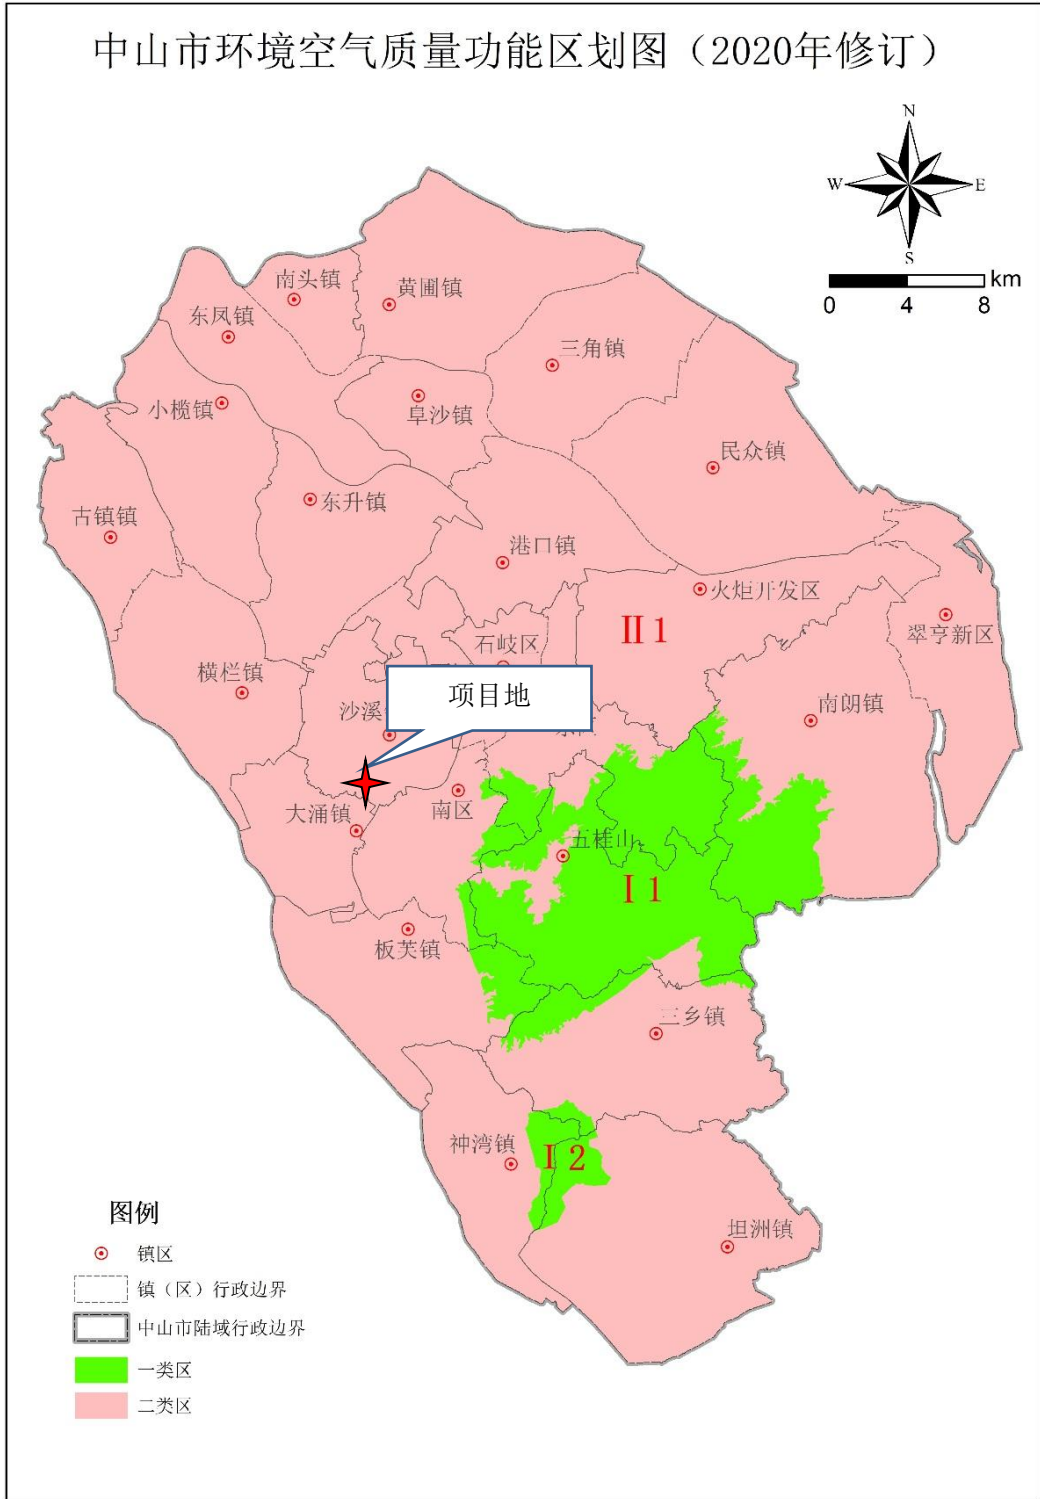 中山市环境空气质量功能区划图（2020年修订）
N
W
E
S
km
0
4
8
南头镇
黄圃镇
东凤镇
三角镇
小榄镇
阜沙镇
民众镇
东升镇
古镇镇
港口镇
火炬开发区
Ⅱ1
翠亨新区
石岐区
横栏镇
项目地
沙溪
南朗镇
大涌镇
南区
五桂山
Ⅰ1
板芙镇
三乡镇
神湾镇
Ⅰ2
坦洲镇
图例
镇区
镇（区）行政边界
中山市陆域行政边界
一类区
二类区